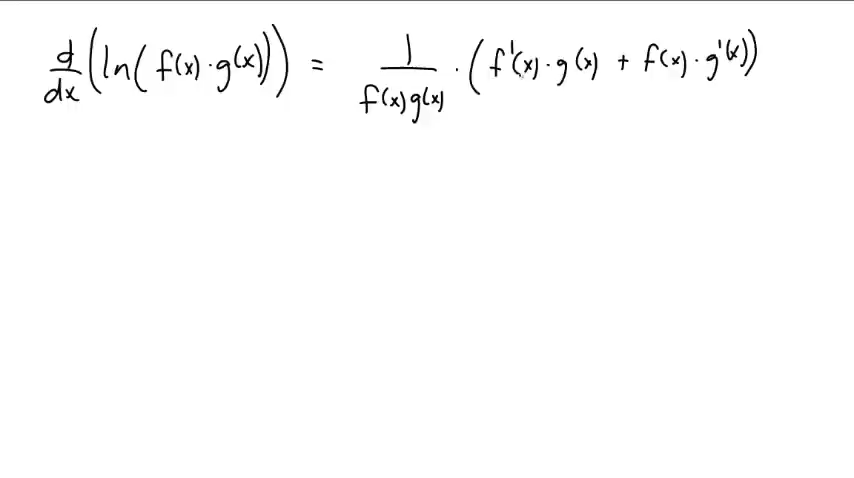 d/dx (ln(f(x)·g(x))) = 1/f(x)g(x) · (f'(x)·g(x) + f(x)·g'(x))